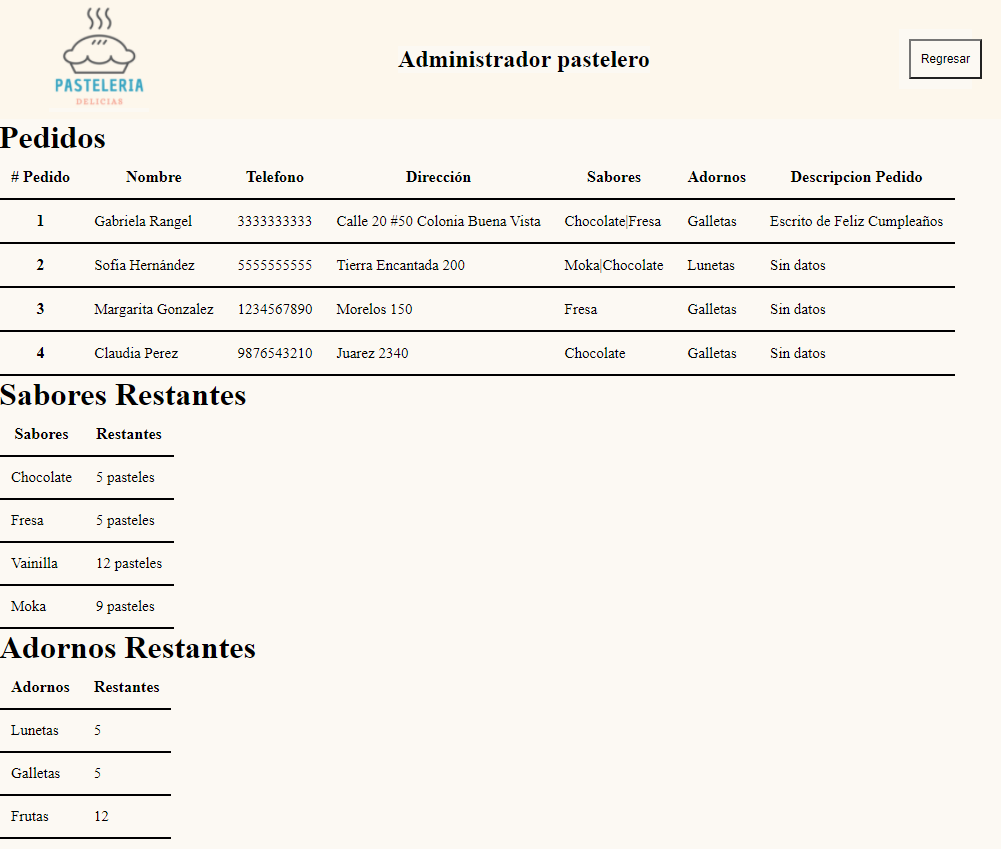 PASTELERIA
DELICIAS
Administrador pastelero
Regresar
Pedidos
# Pedido Nombre Telefono Dirección Sabores Adornos Descripcion Pedido
1 Gabriela Rangel 3333333333 Calle 20 #50 Colonia Buena Vista Chocolate|Fresa Galletas Escrito de Feliz Cumpleaños
2 Sofía Hernández 5555555555 Tierra Encantada 200 Moka|Chocolate Lunetas Sin datos
3 Margarita Gonzalez 1234567890 Morelos 150 Fresa Galletas Sin datos
4 Claudia Perez 9876543210 Juarez 2340 Chocolate Galletas Sin datos
Sabores Restantes
Sabores Restantes
Chocolate 5 pasteles
Fresa 5 pasteles
Vainilla 12 pasteles
Moka 9 pasteles
Adornos Restantes
Adornos Restantes
Lunetas 5
Galletas 5
Frutas 12